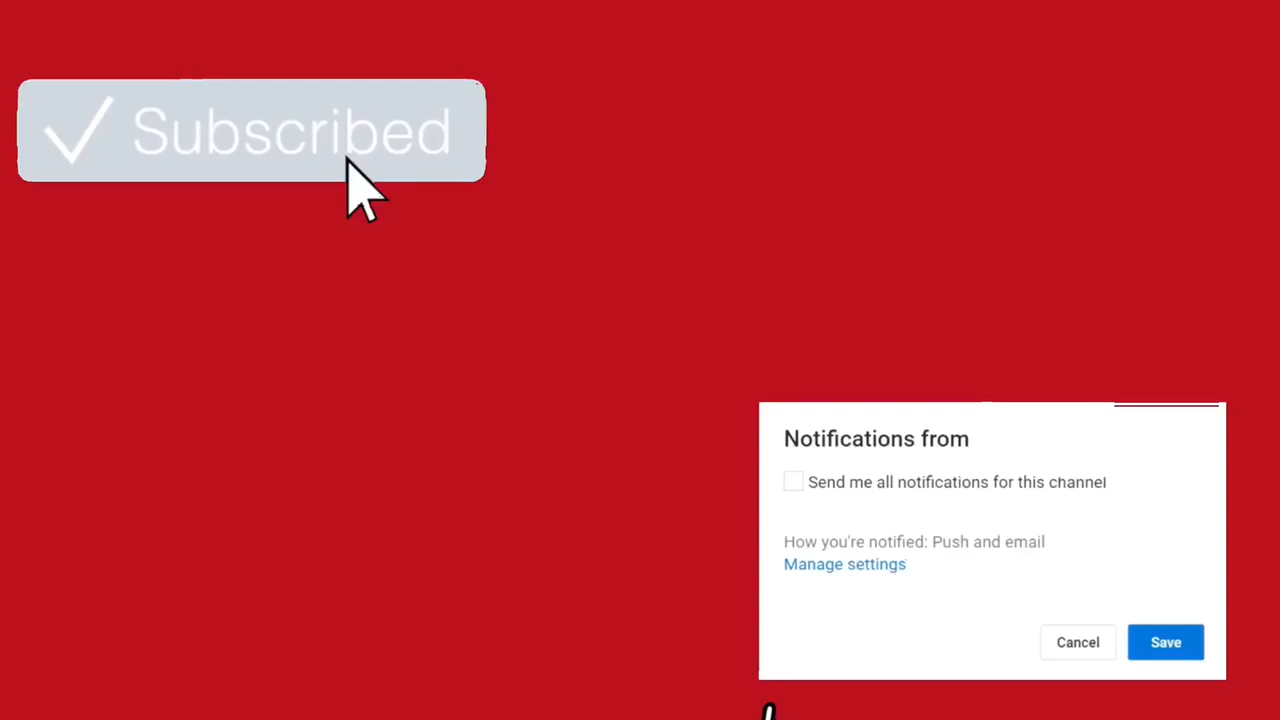 Subscribed
Notifications from
Send me all notifications for this channel
How you're notified: Push and email
Manage settings
Cancel
Save